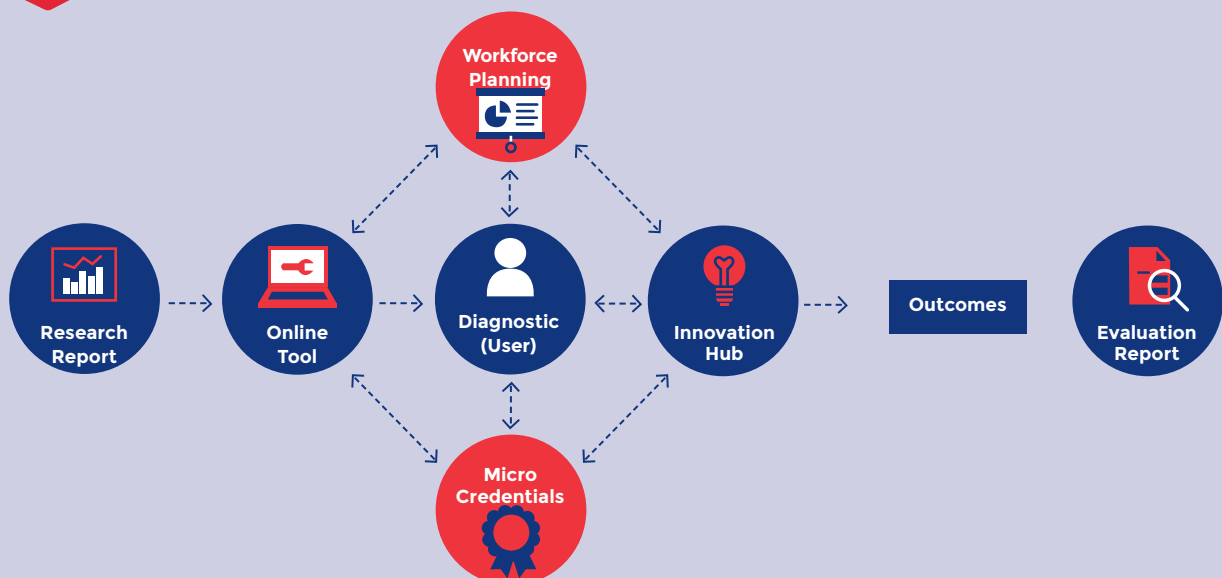 Workforce
Planning
Research
Report
Online
Tool
Diagnostic
(User)
Innovation
Hub
Outcomes
Evaluation
Report
Micro
Credentials